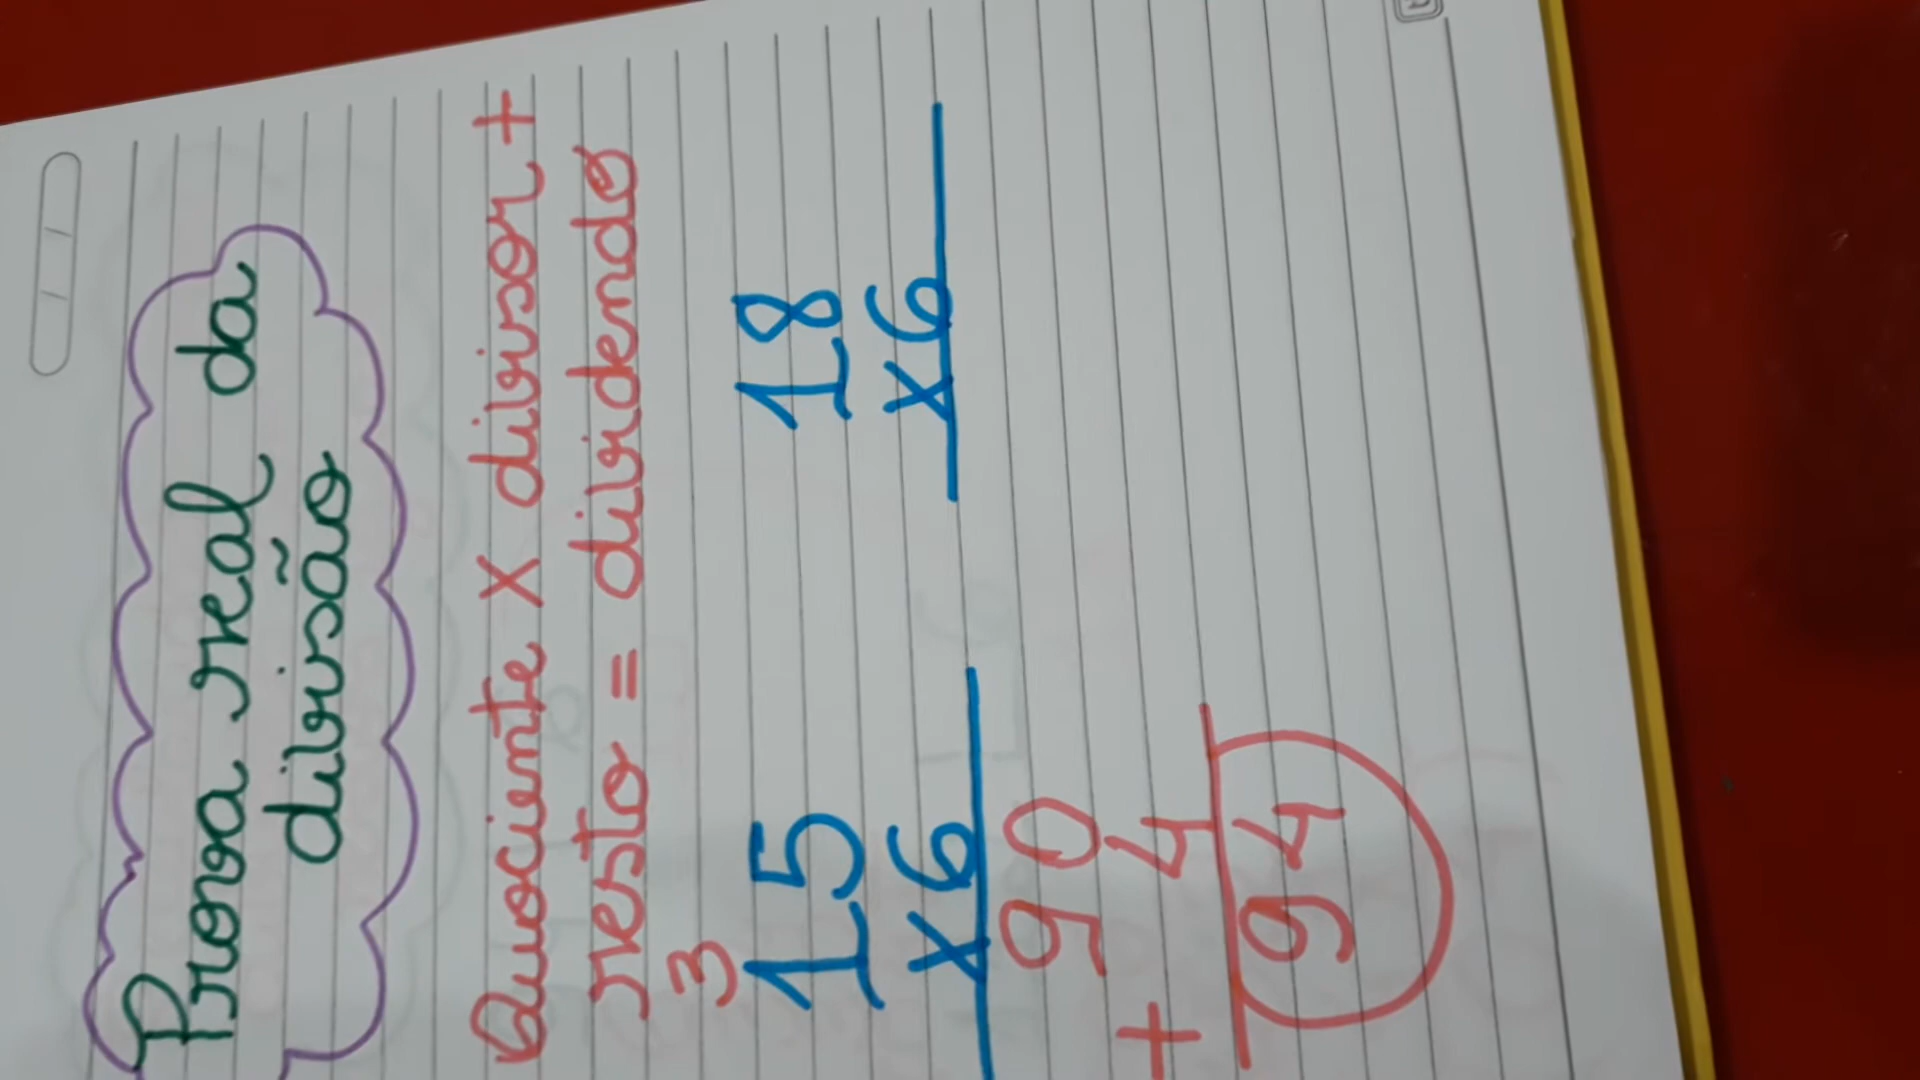 Prova real da
divisão
Quociente X divisor +
resto = dividendo
3
15 18
x6 x6
90
+ 4
94